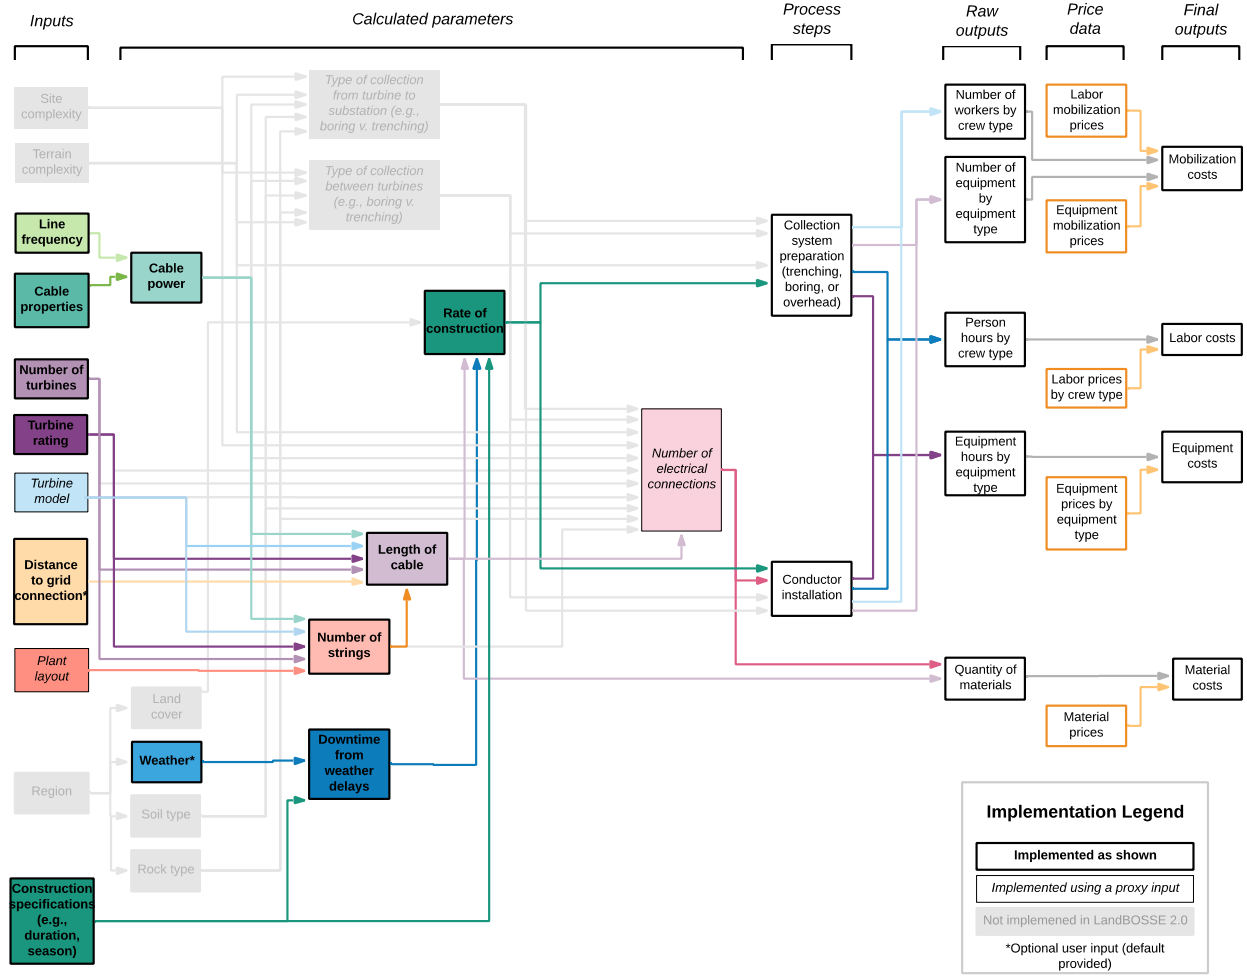 Inputs
Calculated parameters
Process
steps
Raw
outputs
Price
data
Final
outputs
Site
complexity
Terrain
complexity
Line
frequency
Cable
properties
Number of
turbines
Turbine
rating
Turbine
model
Distance
to grid
connection*
Plant
layout
Region
Construction
specifications
(e.g.,
duration,
season)
Cable
power
Land
cover
Weather*
Soil type
Rock type
Type of collection
from turbine to
substation (e.g.,
boring v. trenching)
Type of collection
between turbines
(e.g., boring v.
trenching)
Rate of
construction
Length of
cable
Number of
strings
Downtime
from
weather
delays
Number of
electrical
connections
Collection
system
preparation
(trenching,
boring, or
overhead)
Conductor
installation
Number of
workers by
crew type
Number of
equipment
by
equipment
type
Person
hours by
crew type
Equipment
hours by
equipment
type
Quantity of
materials
Labor
mobilization
prices
Equipment
mobilization
prices
Labor prices
by crew type
Equipment
prices by
equipment
type
Material
prices
Mobilization
costs
Labor costs
Equipment
costs
Material
costs
Implementation Legend
Implemented as shown
Implemented using a proxy input
Not implemened in LandBOSSE 2.0
*Optional user input (default
provided)